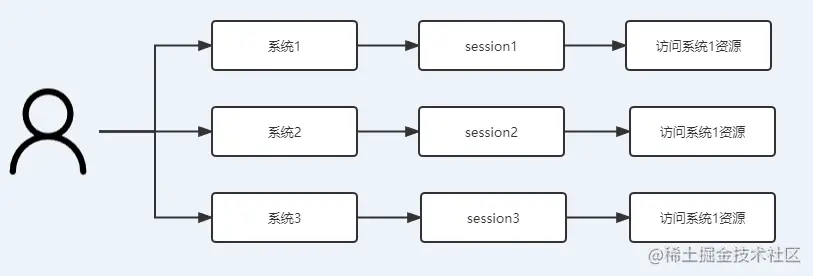 系统1
session1
访问系统1资源
系统2
session2
访问系统1资源
系统3
session3
访问系统1资源
@稀土掘金技术社区